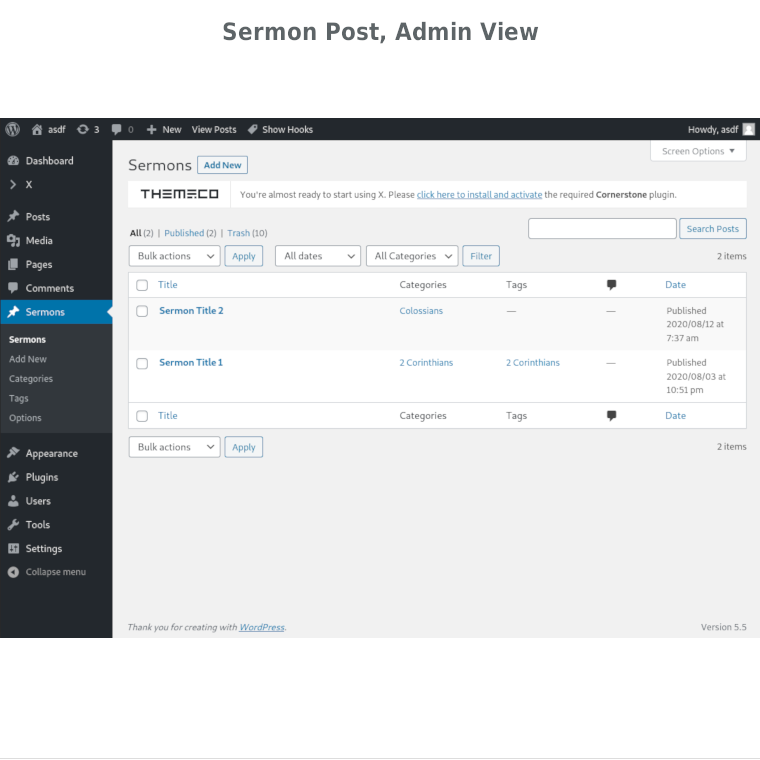 Sermon Post, Admin View
asdf 3 0 New View Posts Show Hooks Howdy, asdf
Screen Options
Dashboard
X
Posts
Media
Pages
Comments
Sermons
Sermons
Add New
Categories
Tags
Options
Appearance
Plugins
Users
Tools
Settings
Collapse menu
Sermons Add New
THEMECO You're almost ready to start using X. Please click here to install and activate the required Cornerstone plugin.
All (2) | Published (2) | Trash (10)
Search Posts
Bulk actions Apply All dates All Categories Filter 2 items
Title Categories Tags Date
Sermon Title 2 Colossians — — Published
2020/08/12 at
7:37 am
Sermon Title 1 2 Corinthians 2 Corinthians — Published
2020/08/03 at
10:51 pm
Title Categories Tags Date
Bulk actions Apply 2 items
Thank you for creating with WordPress. Version 5.5